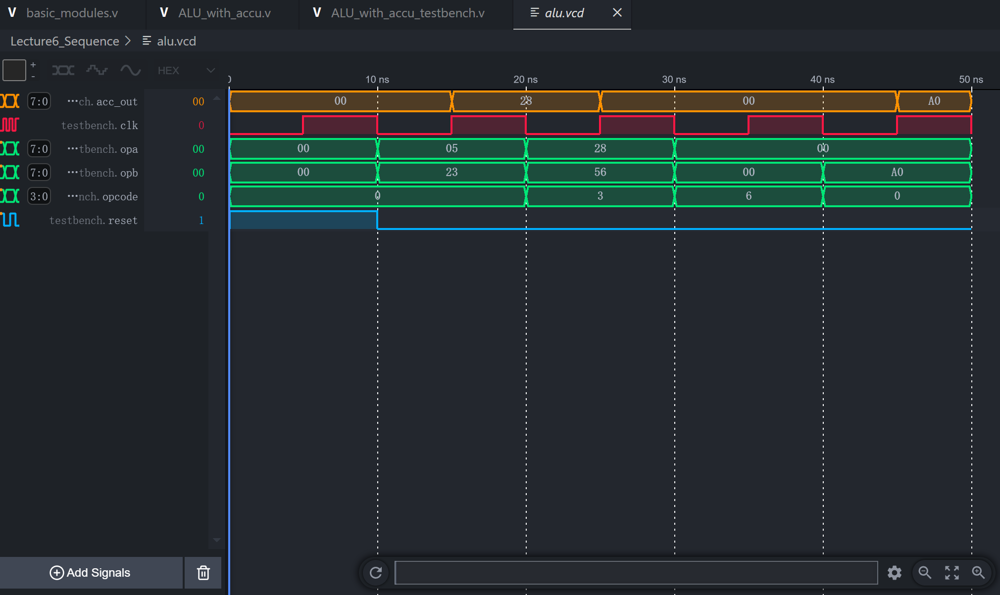 V basic_modules.v V ALU_with_accu.v V ALU_with_accu_testbench.v alu.vcd
Lecture6_Sequence > alu.vcd
+
-
HEX
0 10 ns 20 ns 30 ns 40 ns 50 ns
7:0 ···ch.acc_out 00 00 28 00 A0
testbench.clk 0
7:0 ···tbench.opa 00 00 05 28 00
7:0 ···tbench.opb 00 00 23 56 00 A0
3:0 ···nch.opcode 0 0 3 6 0
testbench.reset 1
Add Signals